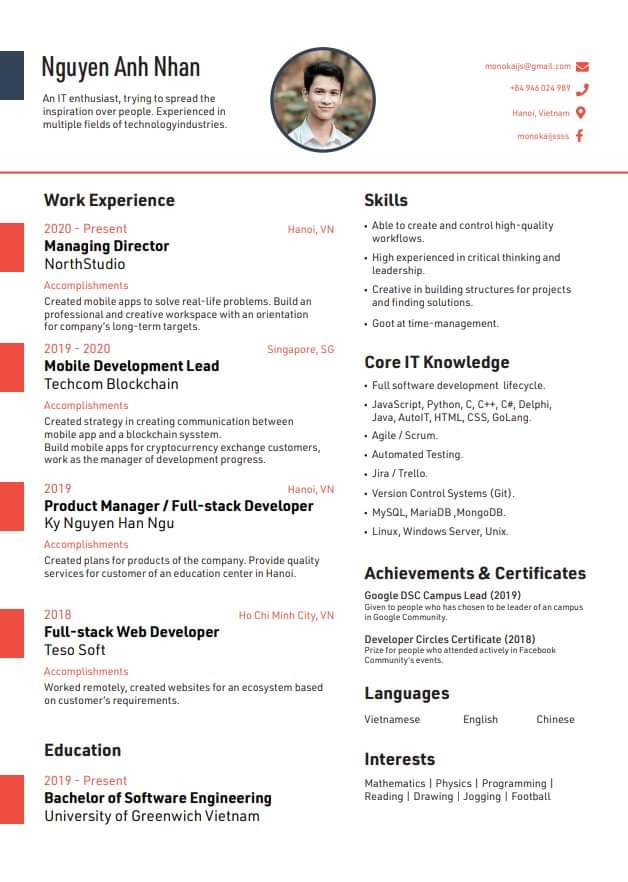 Nguyen Anh Nhan
An IT enthusiast, trying to spread the
inspiration over people. Experienced in
multiple fields of technologyindustries.
monokaijs@gmail.com
+84 946 024 989
Hanoi, Vietnam
monokaijssss
Work Experience
2020 - Present
Hanoi, VN
Managing Director
NorthStudio
Accomplishments
Created mobile apps to solve real-life problems. Build an
professional and creative workspace with an orientation
for company's long-term targets.
2019 - 2020
Singapore, SG
Mobile Development Lead
Techcom Blockchain
Accomplishments
Created strategy in creating communication between
mobile app and a blockchain sysstem.
Build mobile apps for cryptocurrency exchange customers,
work as the manager of development progress.
2019
Hanoi, VN
Product Manager / Full-stack Developer
Ky Nguyen Han Ngu
Accomplishments
Created plans for products of the company. Provide quality
services for customer of an education center in Hanoi.
2018
Ho Chi Minh City, VN
Full-stack Web Developer
Teso Soft
Accomplishments
Worked remotely, created websites for an ecosystem based
on customer's requirements.
Education
2019 - Present
Bachelor of Software Engineering
University of Greenwich Vietnam
Skills
• Able to create and control high-quality
workflows.
• High experienced in critical thinking and
leadership.
• Creative in building structures for projects
and finding solutions.
• Goot at time-management.
Core IT Knowledge
• Full software development lifecycle.
• JavaScript, Python, C, C++, C#, Delphi,
Java, AutoIT, HTML, CSS, GoLang.
• Agile / Scrum.
• Automated Testing.
• Jira / Trello.
• Version Control Systems (Git).
• MySQL, MariaDB ,MongoDB.
• Linux, Windows Server, Unix.
Achievements & Certificates
Google DSC Campus Lead (2019)
Given to people who has chosen to be leader of an campus
in Google Community.
Developer Circles Certificate (2018)
Prize for people who attended actively in Facebook
Community's events.
Languages
Vietnamese English Chinese
Interests
Mathematics | Physics | Programming |
Reading | Drawing | Jogging | Football